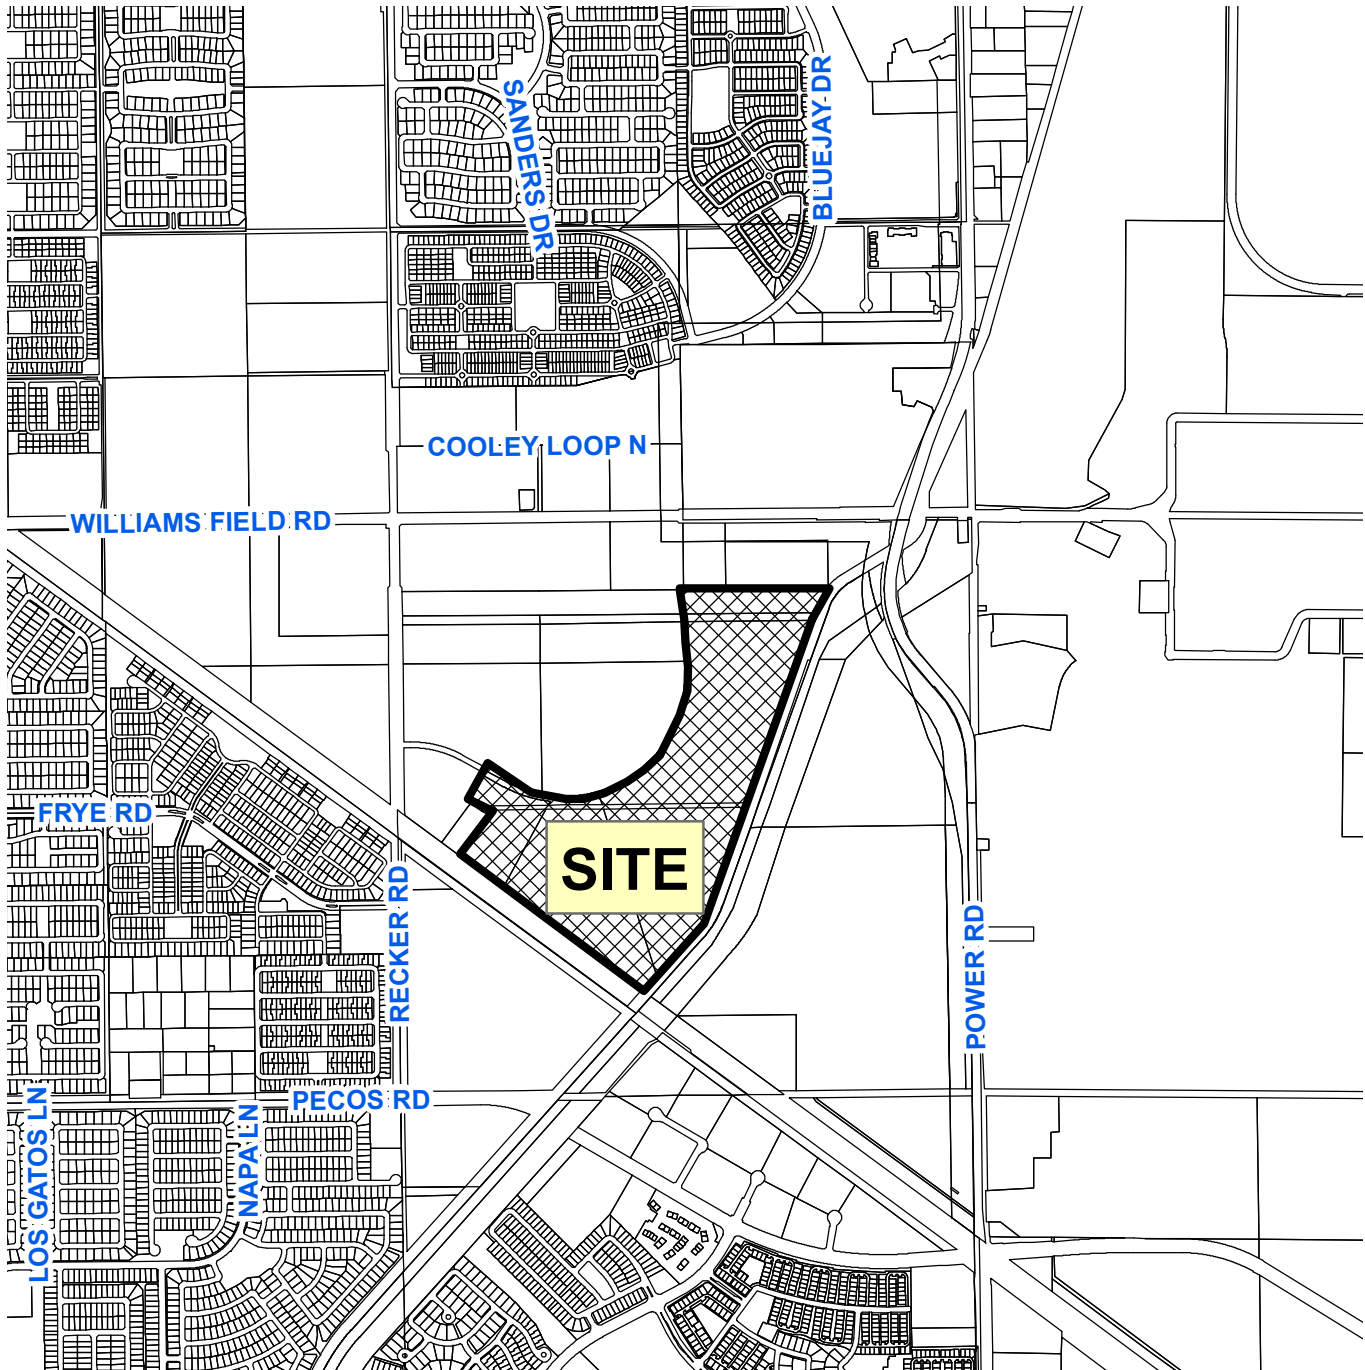 SANDERS DR
BLUEJAY DR
COOLEY LOOP N
WILLIAMS FIELD RD
FRYE RD
SITE
RECKER RD
POWER RD
PECOS RD
LOS GATOS LN
NAPA LN